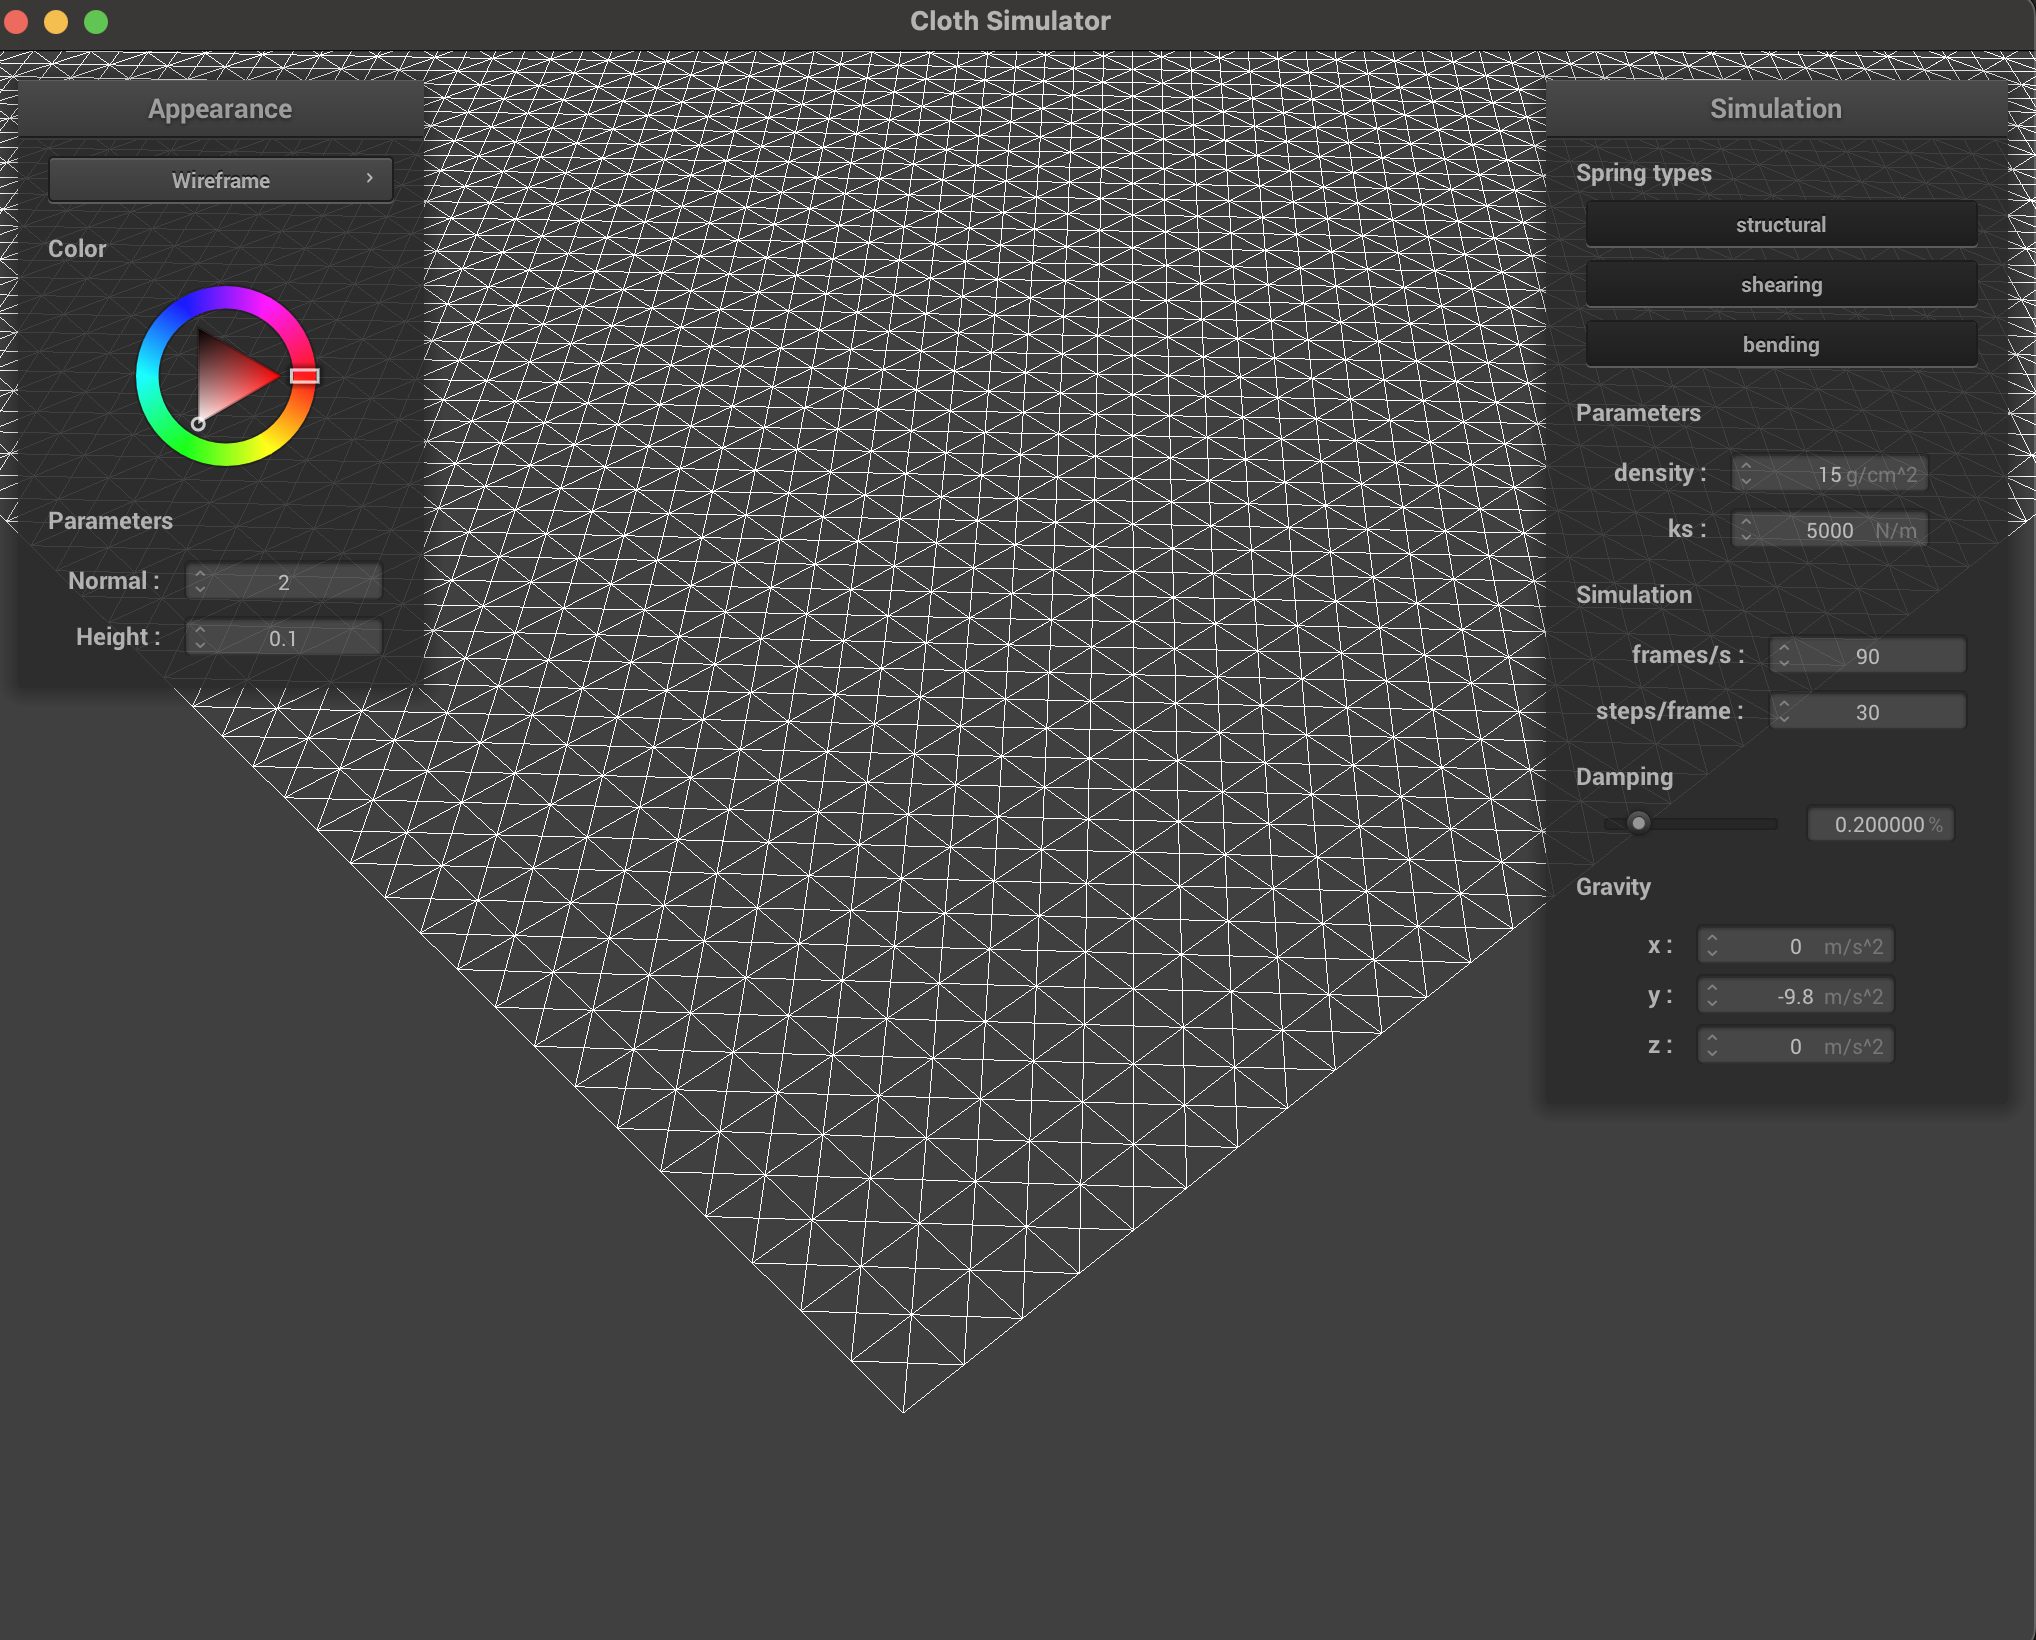 Cloth Simulator
Appearance
Wireframe
Color
Parameters
Normal : 2
Height : 0.1
Simulation
Spring types
structural
shearing
bending
Parameters
density : 15 g/cm^2
ks : 5000 N/m
Simulation
frames/s : 90
steps/frame : 30
Damping
0.200000 %
Gravity
x : 0 m/s^2
y : -9.8 m/s^2
z : 0 m/s^2